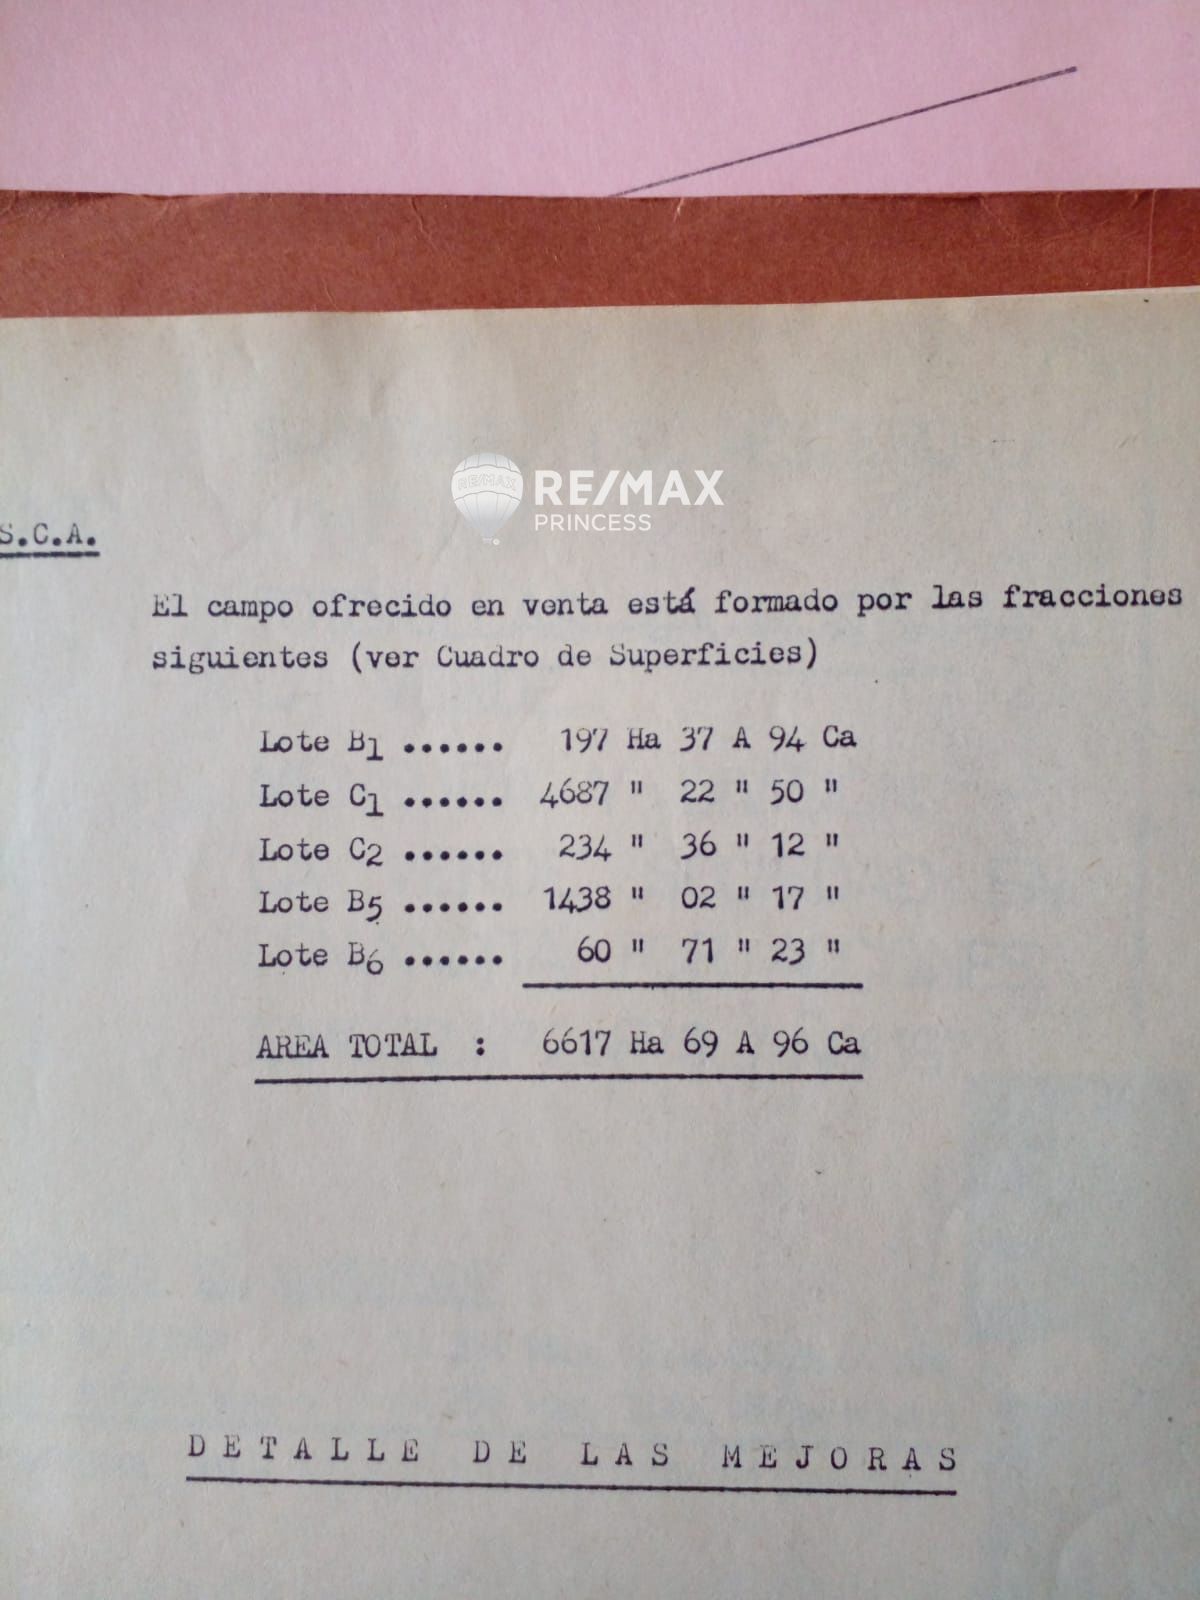 RE/MAX
RE/MAX
PRINCESS
S.C.A.
El campo ofrecido en venta está formado por las fracciones
siguientes (ver Cuadro de Superficies)
Lote B1 ...... 197 Ha 37 A 94 Ca
Lote C1 ...... 4687 " 22 " 50 "
Lote C2 ...... 234 " 36 " 12 "
Lote B5 ...... 1438 " 02 " 17 "
Lote B6 ...... 60 " 71 " 23 "
AREA TOTAL : 6617 Ha 69 A 96 Ca
DETALLE DE LAS MEJORAS